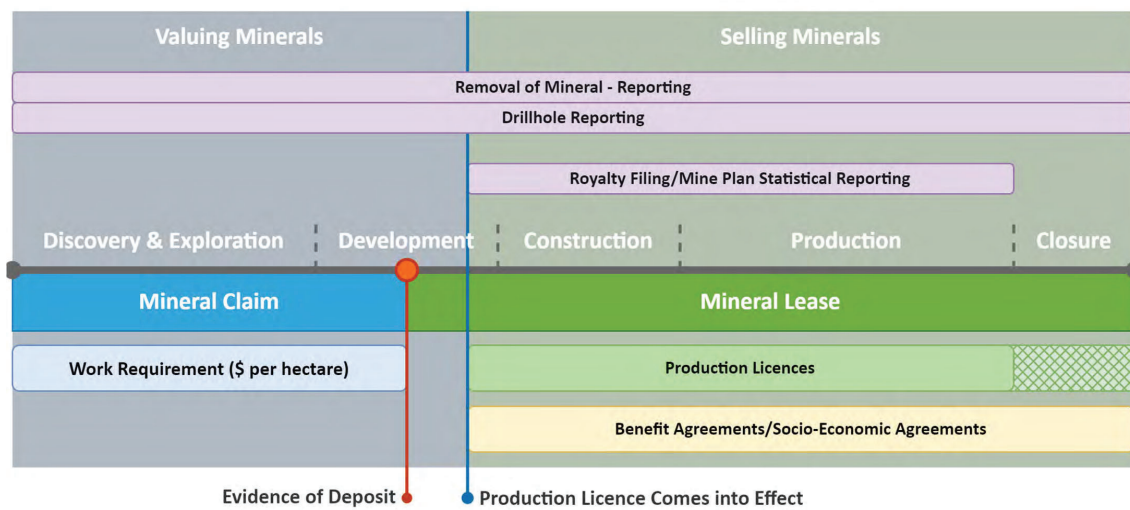 Valuing Minerals
Selling Minerals
Removal of Mineral - Reporting
Drillhole Reporting
Royalty Filing/Mine Plan Statistical Reporting
Discovery & Exploration
Development
Construction
Production
Closure
Mineral Claim
Mineral Lease
Work Requirement ($ per hectare)
Production Licences
Benefit Agreements/Socio-Economic Agreements
Evidence of Deposit
Production Licence Comes into Effect